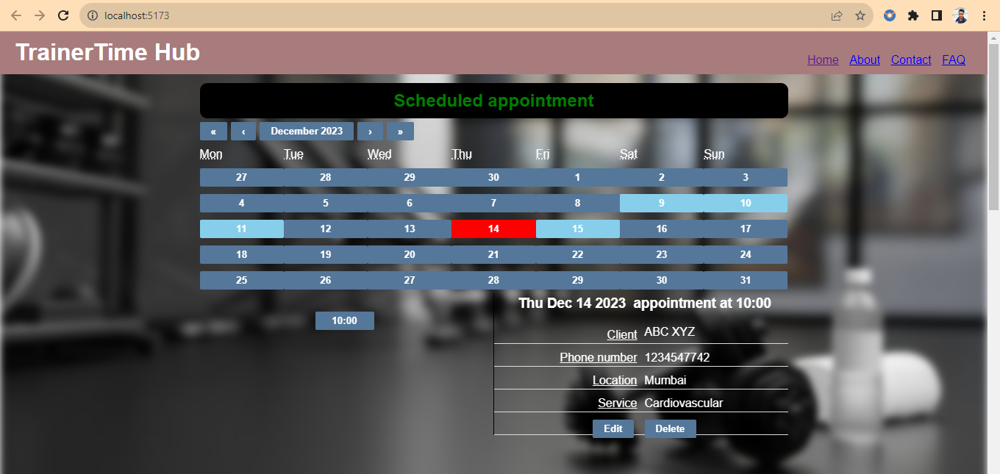 localhost:5173
TrainerTime Hub
Home About Contact FAQ
Scheduled appointment
« ‹ December 2023 › »
Mon Tue Wed Thu Fri Sat Sun
27 28 29 30 1 2 3
4 5 6 7 8 9 10
11 12 13 14 15 16 17
18 19 20 21 22 23 24
25 26 27 28 29 30 31
10:00
Thu Dec 14 2023 appointment at 10:00
Client ABC XYZ
Phone number 1234547742
Location Mumbai
Service Cardiovascular
Edit Delete